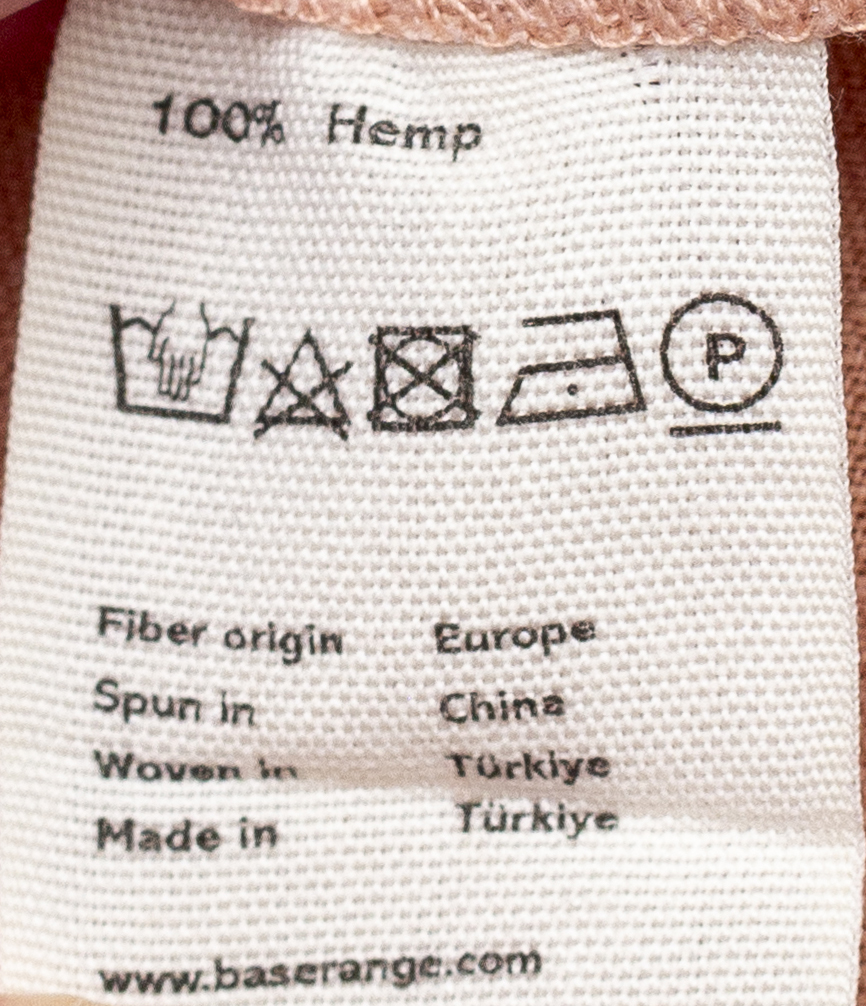 100% Hemp
P
Fiber origin Europe
Spun in China
Woven in Türkiye
Made in Türkiye
www.baserange.com